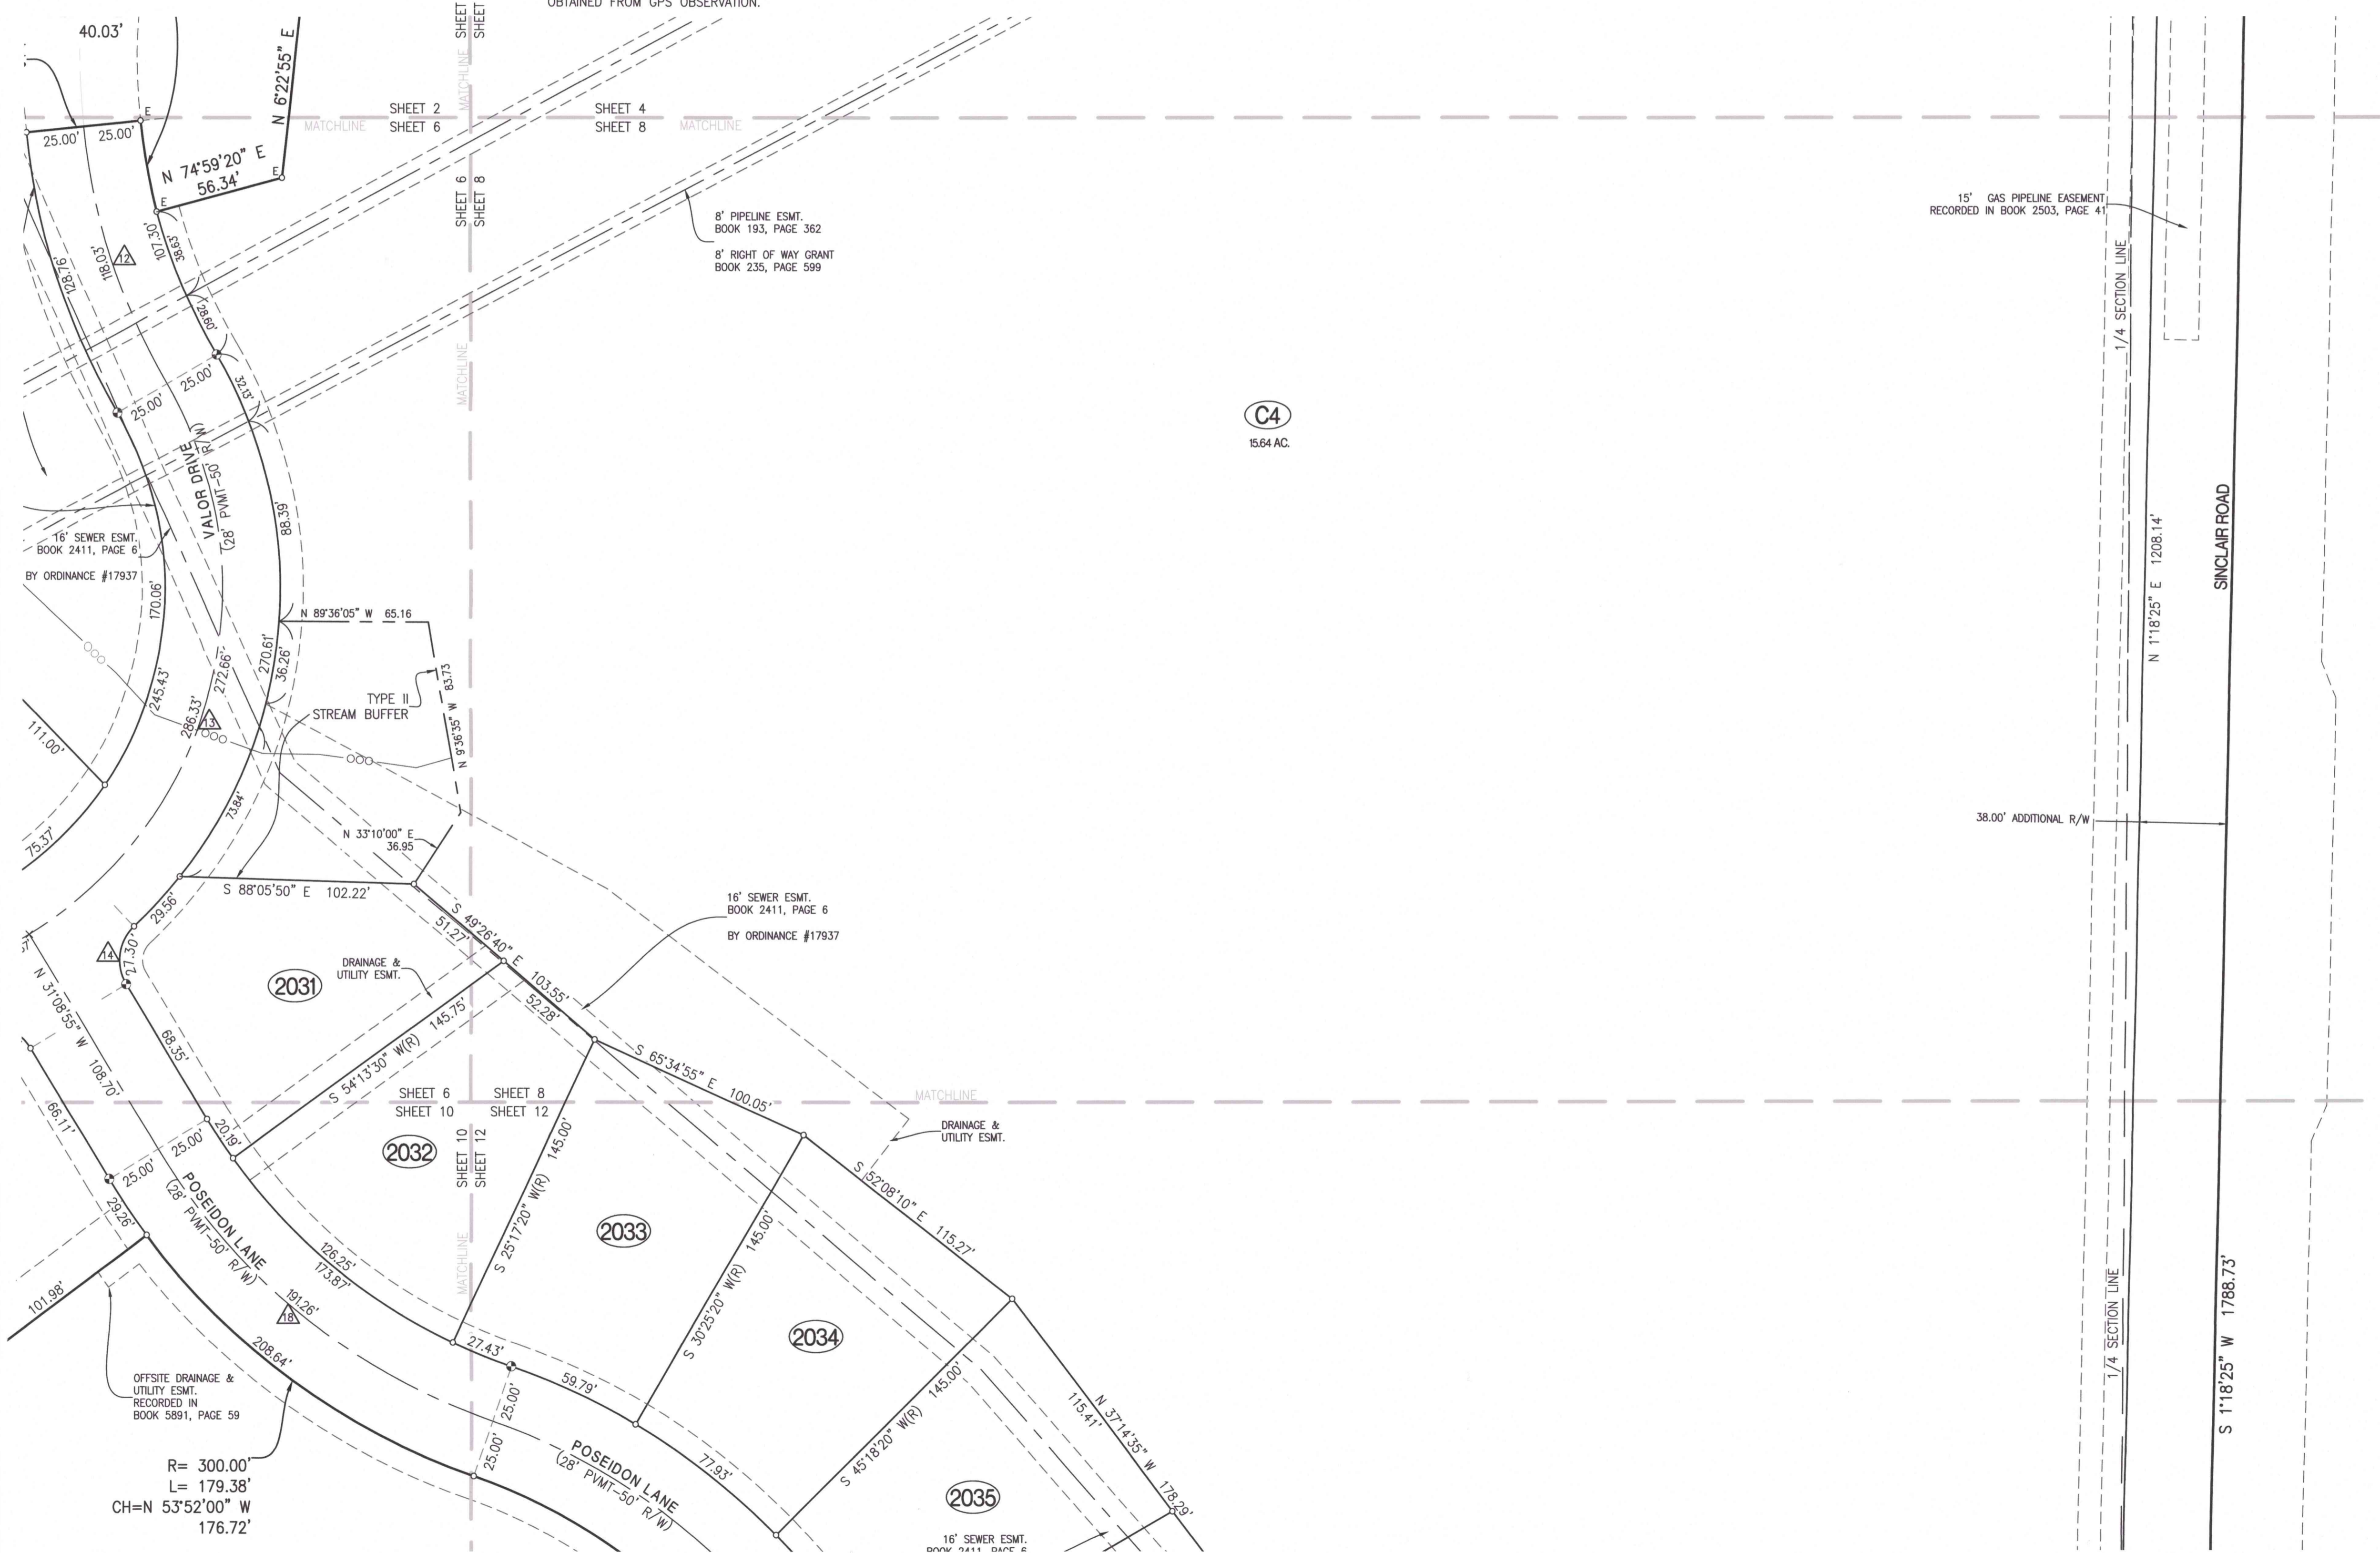 OBTAINED FROM GPS OBSERVATION.
40.03'
N 6°22'55" E
SHEET
SHEET
MATCHLINE
SHEET 2
SHEET 6
MATCHLINE
SHEET 4
SHEET 8
MATCHLINE
25.00'
25.00'
E
N 74°59'20" E
56.34'
E
E
SHEET 6
SHEET 8
107.30'
38.63'
118.03'
12
128.76'
28.60'
8' PIPELINE ESMT.
BOOK 193, PAGE 362
8' RIGHT OF WAY GRANT
BOOK 235, PAGE 599
15' GAS PIPELINE EASEMENT
RECORDED IN BOOK 2503, PAGE 41
1/4 SECTION LINE
MATCHLINE
25.00'
25.00'
32.13'
C4
15.64 AC.
VALOR DRIVE
(28' PVMT-50' R/W)
88.39'
16' SEWER ESMT.
BOOK 2411, PAGE 6
BY ORDINANCE #17937
170.06'
N 1°18'25" E 1208.14'
SINCLAIR ROAD
N 89°36'05" W 65.16
270.61'
36.26'
272.66'
245.43'
286.33'
13
TYPE II
STREAM BUFFER
N 9°36'35" W 83.73
111.00'
75.37'
73.84'
N 33°10'00" E
36.95
38.00' ADDITIONAL R/W
S 88°05'50" E 102.22'
29.56'
27.30'
14
16' SEWER ESMT.
BOOK 2411, PAGE 6
BY ORDINANCE #17937
S 49°26'40" E 103.55'
51.27'
52.28'
DRAINAGE &
UTILITY ESMT.
2031
N 31°08'55" W 108.70'
68.35'
S 54°13'30" W(R) 145.75'
S 65°34'55" E 100.05'
SHEET 6
SHEET 10
SHEET 8
SHEET 12
MATCHLINE
66.11'
20.19'
25.00'
25.00'
29.26'
2032
SHEET 10
SHEET 12
MATCHLINE
DRAINAGE &
UTILITY ESMT.
S 25°17'20" W(R) 145.00'
2033
S 52°08'10" E 115.27'
POSEIDON LANE
(28' PVMT-50' R/W)
126.25'
173.87'
191.26'
18
208.64'
101.98'
S 30°25'20" W(R) 145.00'
2034
27.43'
59.79'
25.00'
25.00'
OFFSITE DRAINAGE &
UTILITY ESMT.
RECORDED IN
BOOK 5891, PAGE 59
S 45°18'20" W(R) 145.00'
N 37°14'35" W 178.29'
115.41'
1/4 SECTION LINE
S 1°18'25" W 1788.73'
POSEIDON LANE
(28' PVMT-50' R/W)
77.93'
R= 300.00'
L= 179.38'
CH=N 53°52'00" W
176.72'
2035
16' SEWER ESMT.
BOOK 2411, PAGE 6